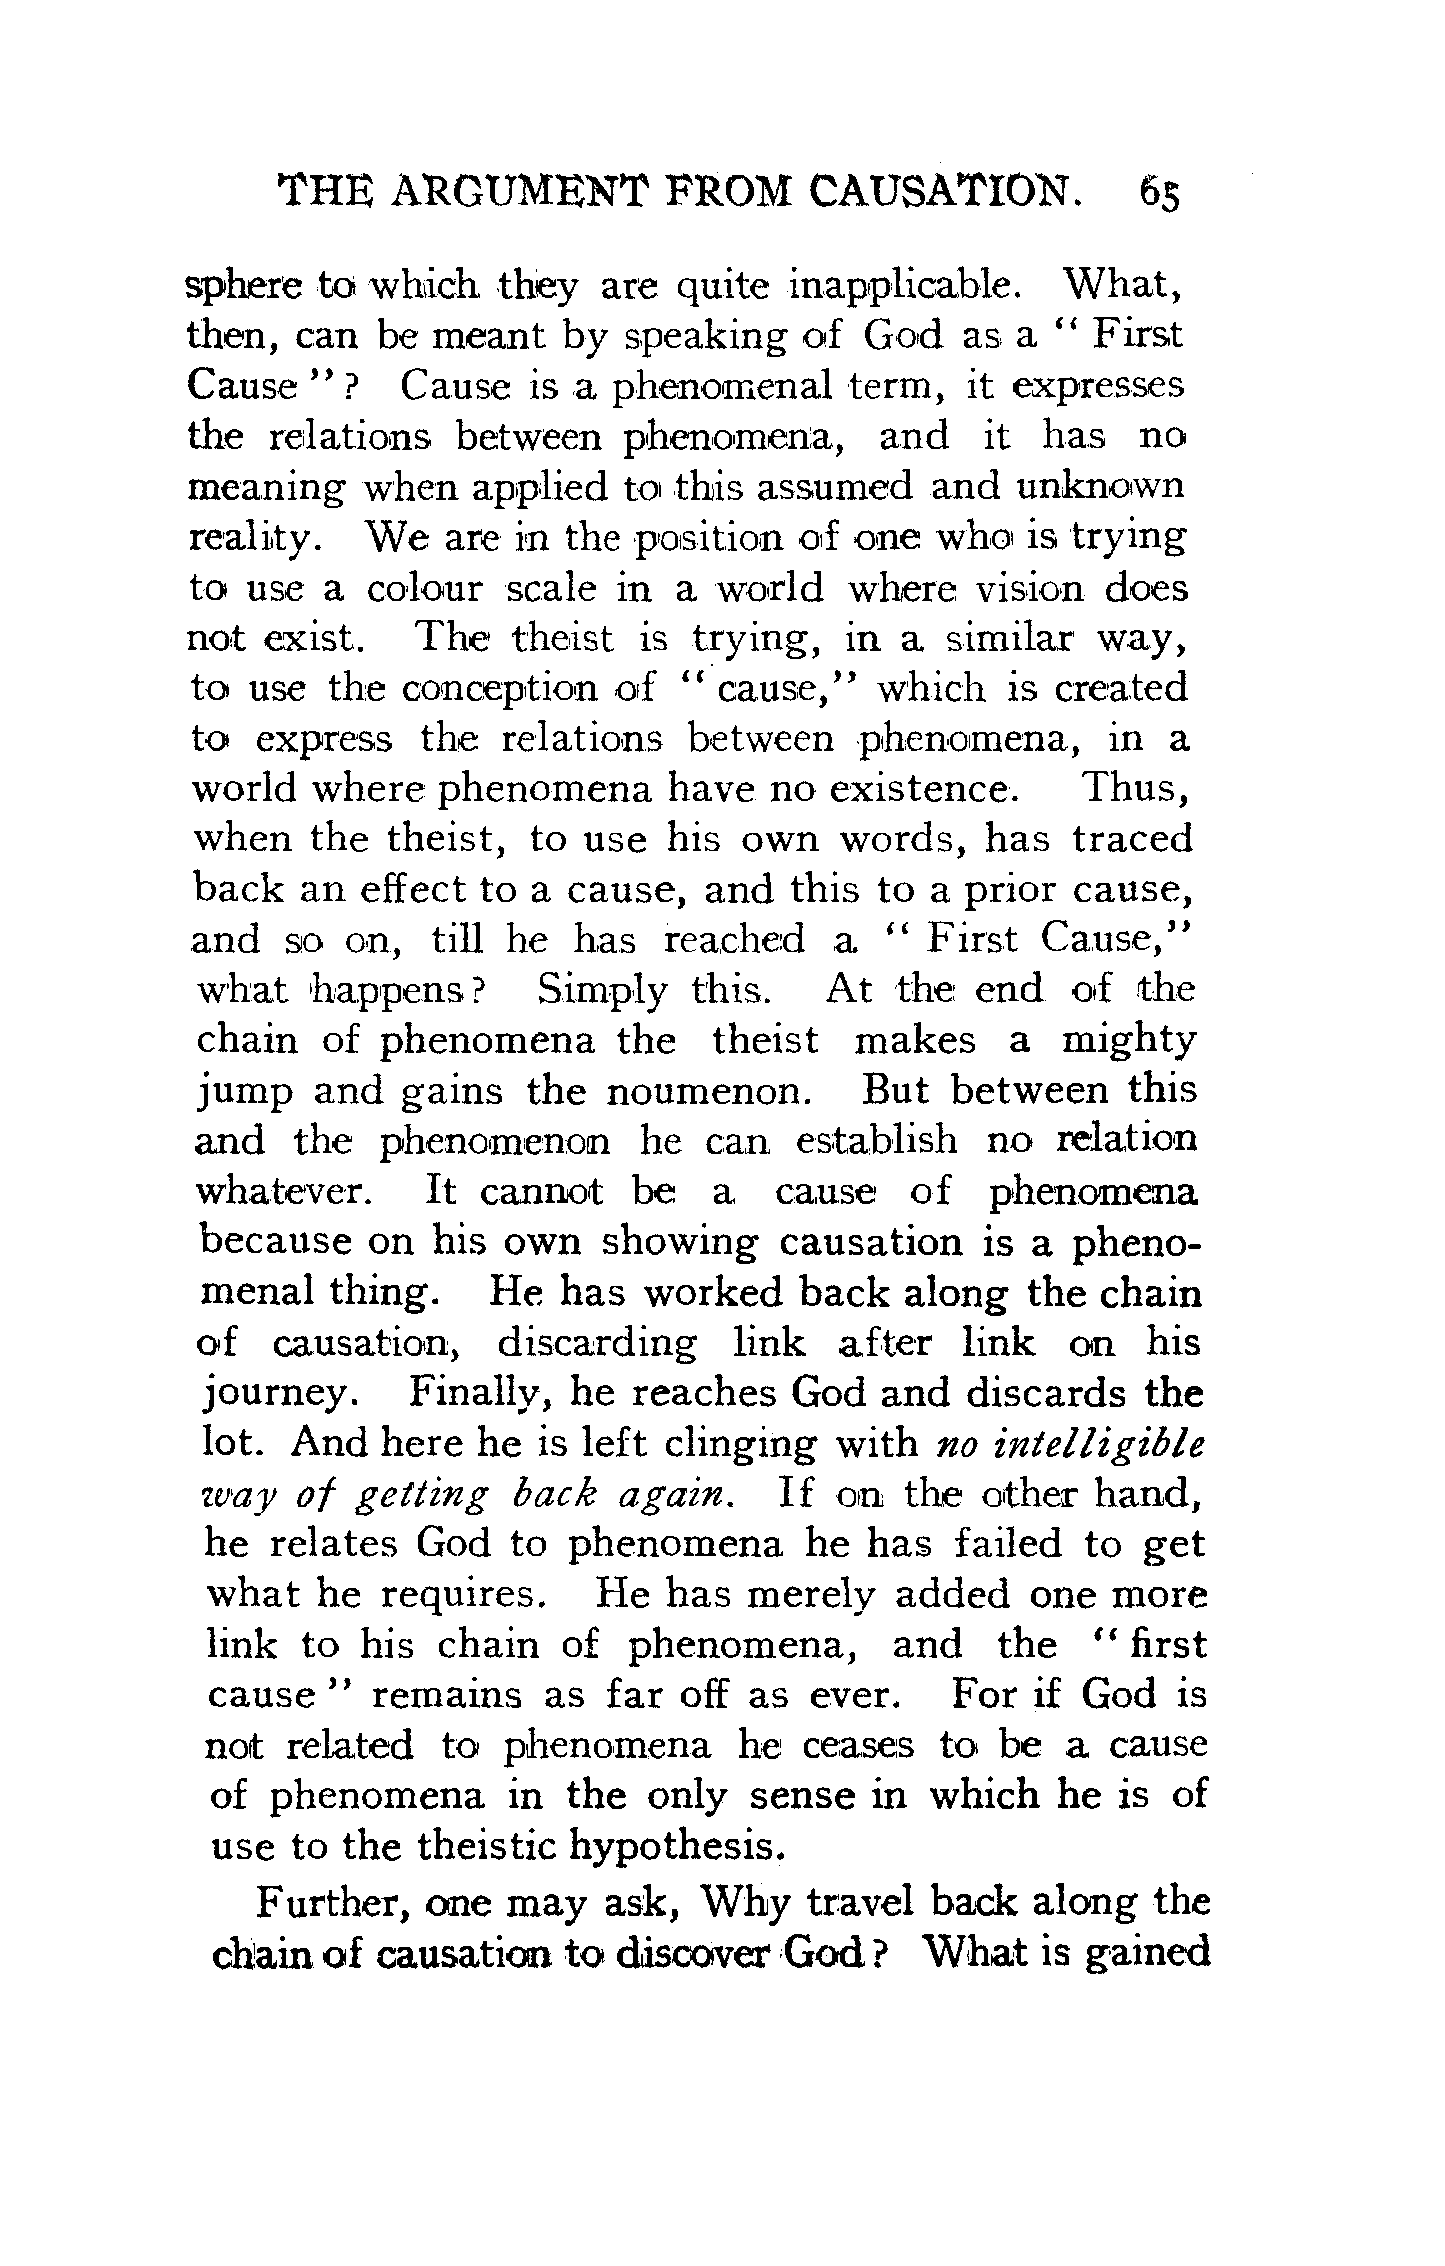 THE ARGUMENT FROM CAUSATION. 65
sphere to which they are quite inapplicable. What,
then, can be meant by speaking of God as a " First
Cause "? Cause is a phenomenal term, it expresses
the relations between phenomena, and it has no
meaning when applied to this assumed and unknown
reality. We are in the position of one who is trying
to use a colour scale in a world where vision does
not exist. The theist is trying, in a similar way,
to use the conception of " cause," which is created
to express the relations between phenomena, in a
world where phenomena have no existence. Thus,
when the theist, to use his own words, has traced
back an effect to a cause, and this to a prior cause,
and so on, till he has reached a " First Cause,"
what happens? Simply this. At the end of the
chain of phenomena the theist makes a mighty
jump and gains the noumenon. But between this
and the phenomenon he can establish no relation
whatever. It cannot be a cause of phenomena
because on his own showing causation is a pheno-
menal thing. He has worked back along the chain
of causation, discarding link after link on his
journey. Finally, he reaches God and discards the
lot. And here he is left clinging with no intelligible
way of getting back again. If on the other hand,
he relates God to phenomena he has failed to get
what he requires. He has merely added one more
link to his chain of phenomena, and the " first
cause " remains as far off as ever. For if God is
not related to phenomena he ceases to be a cause
of phenomena in the only sense in which he is of
use to the theistic hypothesis.
Further, one may ask, Why travel back along the
chain of causation to discover God? What is gained